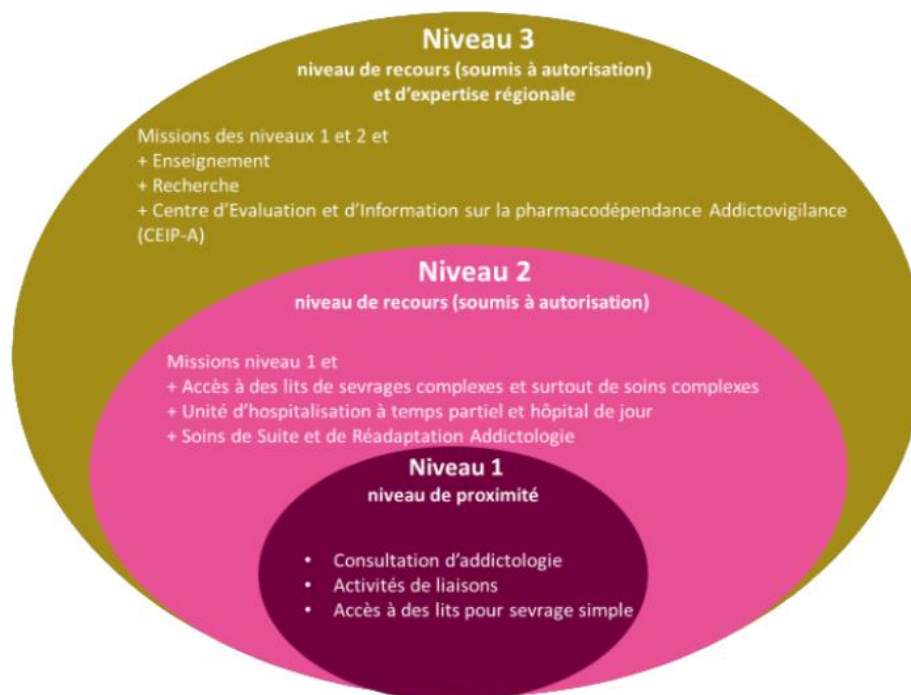 Niveau 3
niveau de recours (soumis à autorisation)
et d'expertise régionale
Missions des niveaux 1 et 2 et
+ Enseignement
+ Recherche
+ Centre d'Evaluation et d'Information sur la pharmacodépendance Addictovigilance
(CEIP-A)
Niveau 2
niveau de recours (soumis à autorisation)
Missions niveau 1 et
+ Accès à des lits de sevrages complexes et surtout de soins complexes
+ Unité d'hospitalisation à temps partiel et hôpital de jour
+ Soins de Suite et de Réadaptation Addictologie
Niveau 1
niveau de proximité
• Consultation d'addictologie
• Activités de liaisons
• Accès à des lits pour sevrage simple